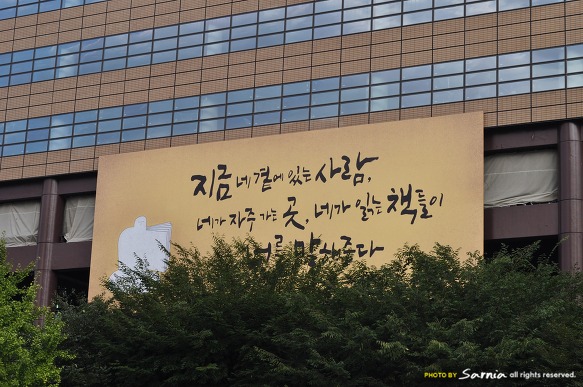 지금 네 곁에 있는 사람,
네가 자주 가는 곳, 네가 읽는 책들이
너를 말해준다
PHOTO BY Sarnia all rights reserved.